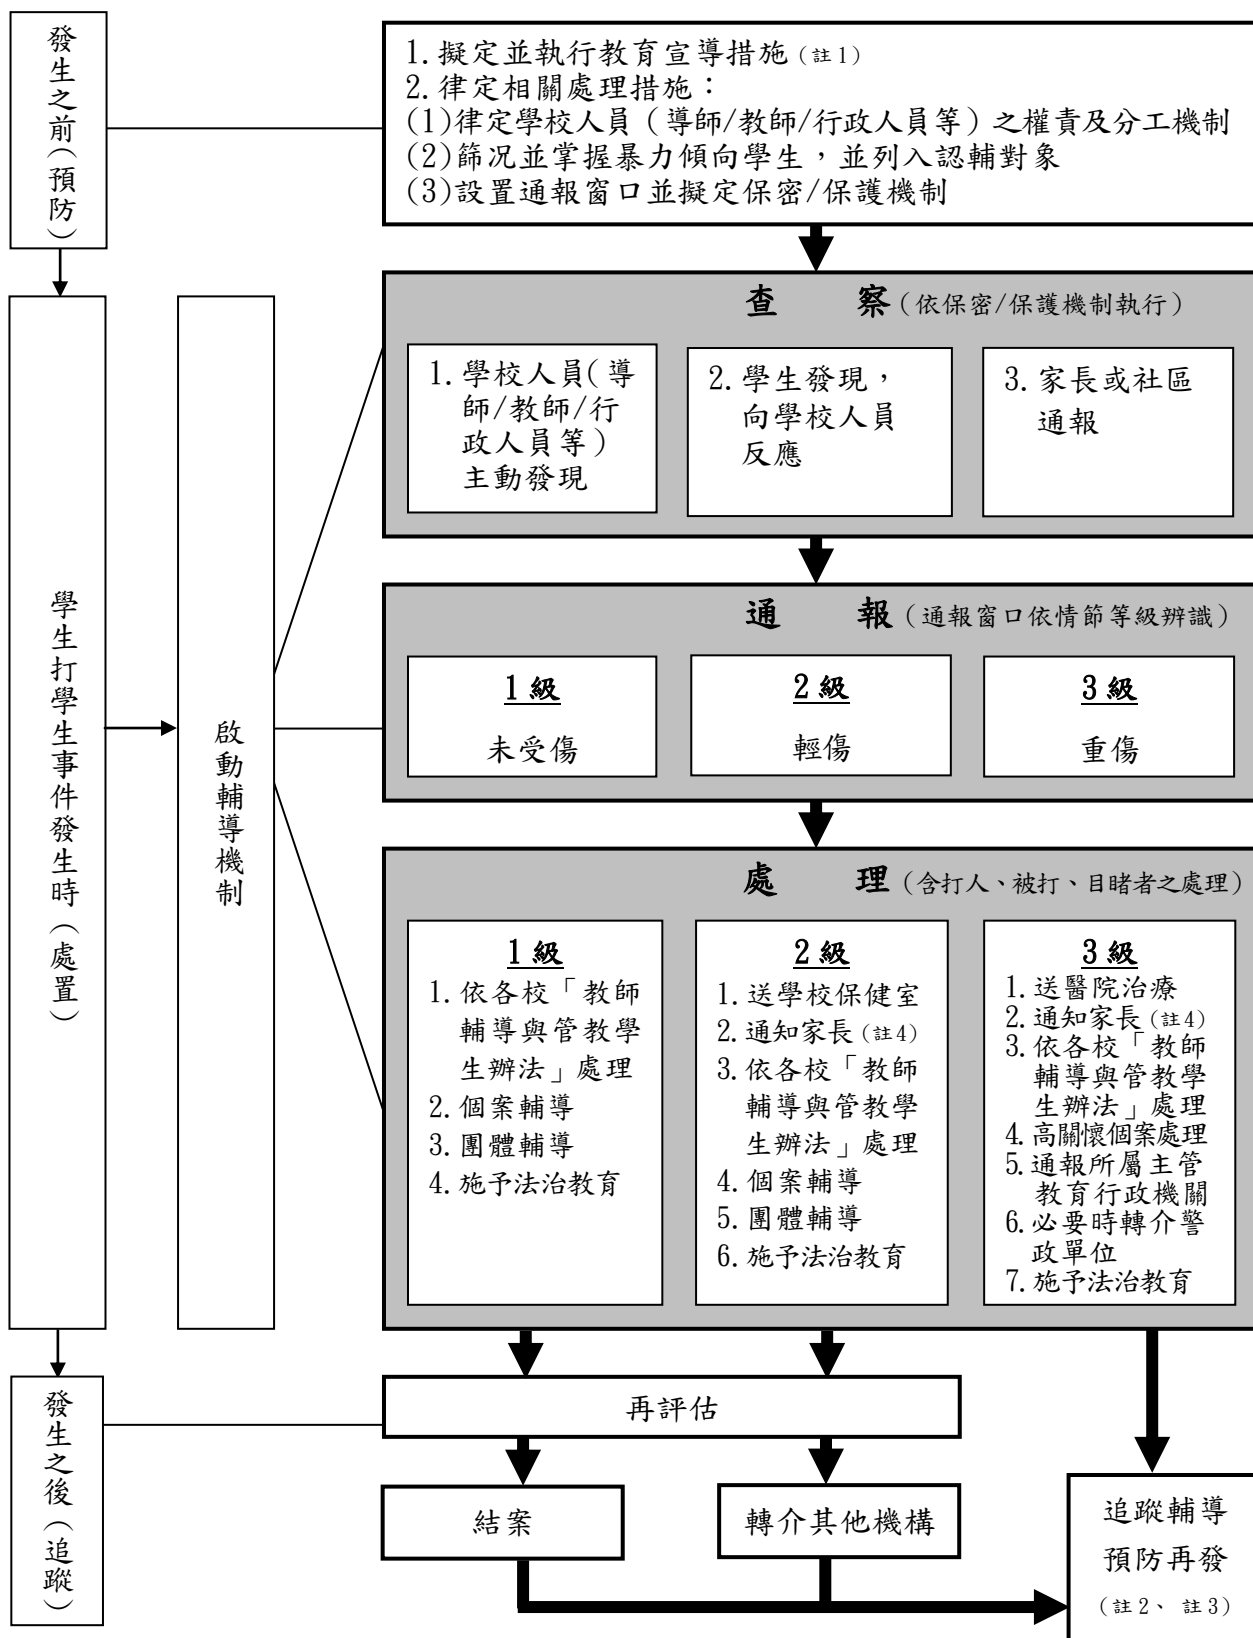 發生之前（預防）
1.擬定並執行教育宣導措施（註1）
2.律定相關處理措施：
(1)律定學校人員（導師/教師/行政人員等）之權責及分工機制
(2)篩況並掌握暴力傾向學生，並列入認輔對象
(3)設置通報窗口並擬定保密/保護機制
學生打學生事件發生時（處置）
啟動輔導機制
查 察（依保密/保護機制執行）
1.學校人員(導
師/教師/行
政人員等）
主動發現
2.學生發現，
向學校人員
反應
3.家長或社區
通報
通 報（通報窗口依情節等級辨識）
1級
未受傷
2級
輕傷
3級
重傷
處 理（含打人、被打、目睹者之處理）
1級
1.依各校「教師
輔導與管教學
生辦法」處理
2.個案輔導
3.團體輔導
4.施予法治教育
2級
1.送學校保健室
2.通知家長(註4)
3.依各校「教師
輔導與管教學
生辦法」處理
4.個案輔導
5.團體輔導
6.施予法治教育
3級
1.送醫院治療
2.通知家長(註4)
3.依各校「教師
輔導與管教學
生辦法」處理
4.高關懷個案處理
5.通報所屬主管
教育行政機關
6.必要時轉介警
政單位
7.施予法治教育
發生之後（追蹤）
再評估
結案
轉介其他機構
追蹤輔導
預防再發
（註2、 註3）